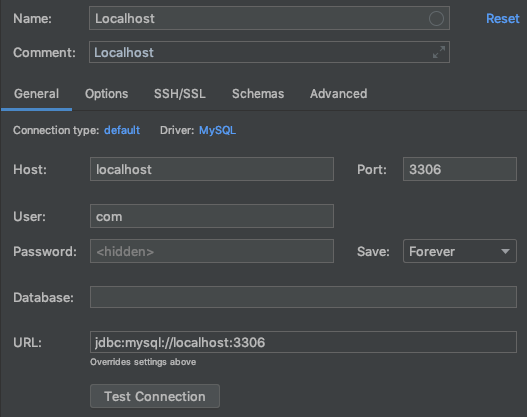 Name: Localhost Reset
Comment: Localhost
General Options SSH/SSL Schemas Advanced
Connection type: default Driver: MySQL
Host: localhost Port: 3306
User: com
Password: <hidden> Save: Forever
Database:
URL: jdbc:mysql://localhost:3306
Overrides settings above
Test Connection